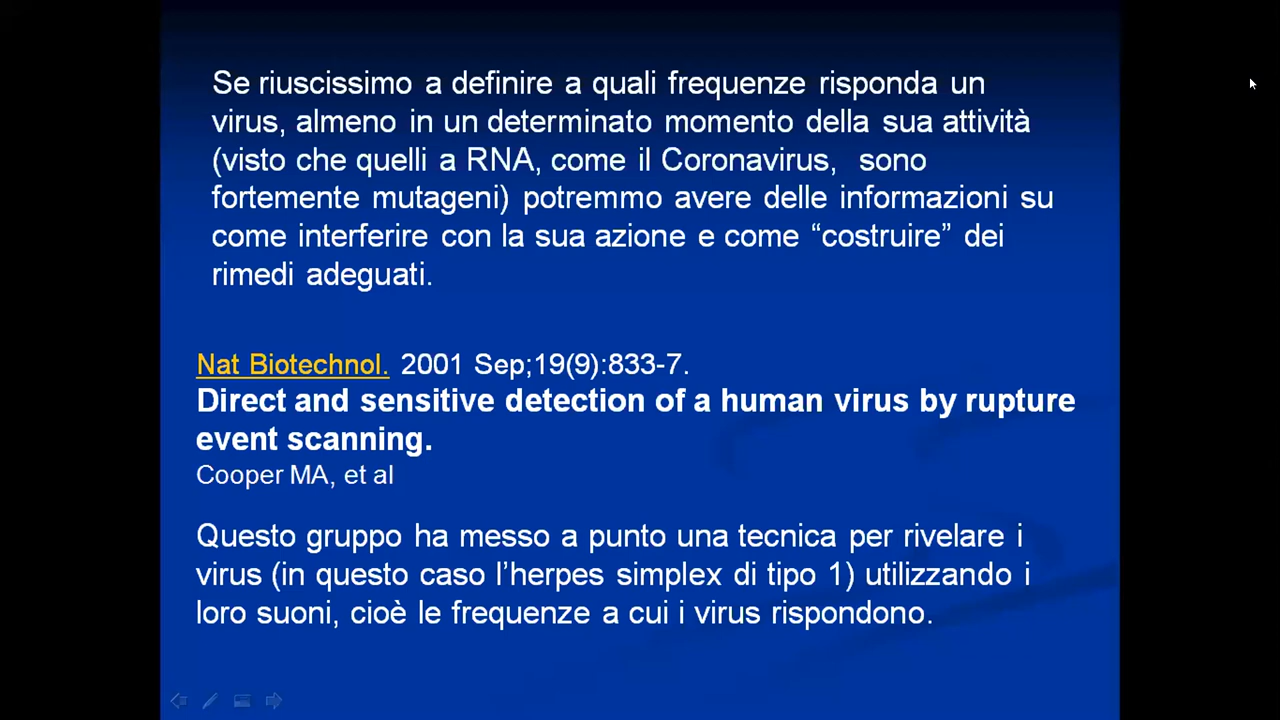 Se riuscissimo a definire a quali frequenze risponda un
virus, almeno in un determinato momento della sua attività
(visto che quelli a RNA, come il Coronavirus,  sono
fortemente mutageni) potremmo avere delle informazioni su
come interferire con la sua azione e come “costruire” dei
rimedi adeguati.
Nat Biotechnol. 2001 Sep;19(9):833-7.
Direct and sensitive detection of a human virus by rupture
event scanning.
Cooper MA, et al
Questo gruppo ha messo a punto una tecnica per rivelare i
virus (in questo caso l’herpes simplex di tipo 1) utilizzando i
loro suoni, cioè le frequenze a cui i virus rispondono.